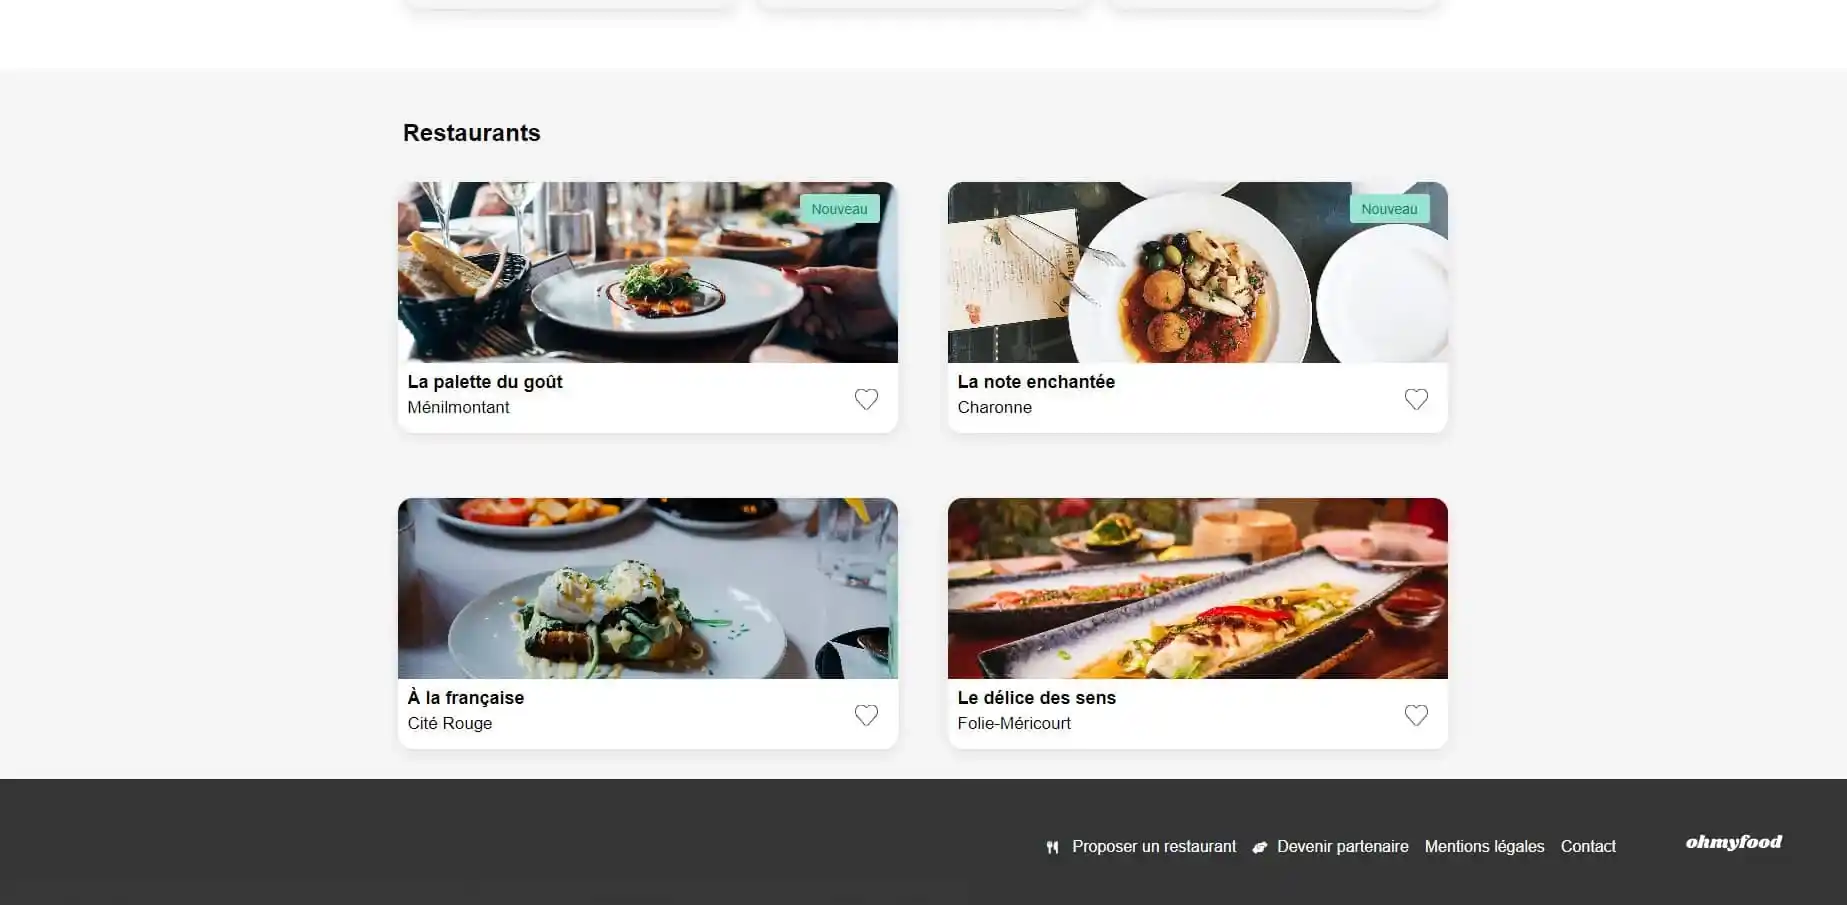 Restaurants
Nouveau
Nouveau
La palette du goût
Ménilmontant
La note enchantée
Charonne
À la française
Cité Rouge
Le délice des sens
Folie-Méricourt
Proposer un restaurant
Devenir partenaire
Mentions légales
Contact
ohmyfood